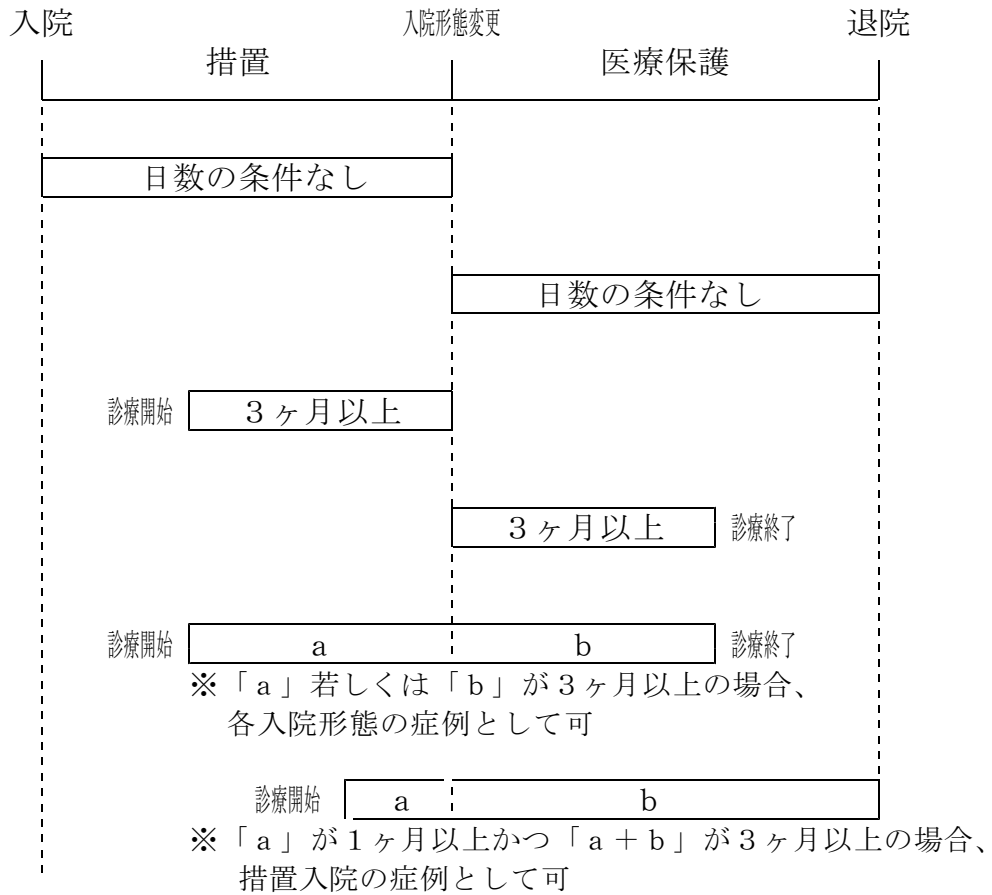 入院 入院形態変更 退院
措置 医療保護
日数の条件なし
日数の条件なし
診療開始 3ヶ月以上
3ヶ月以上 診療終了
診療開始 a b 診療終了
※「a」若しくは「b」が3ヶ月以上の場合、
各入院形態の症例として可
診療開始 a b
※「a」が1ヶ月以上かつ「a+b」が3ヶ月以上の場合、
措置入院の症例として可